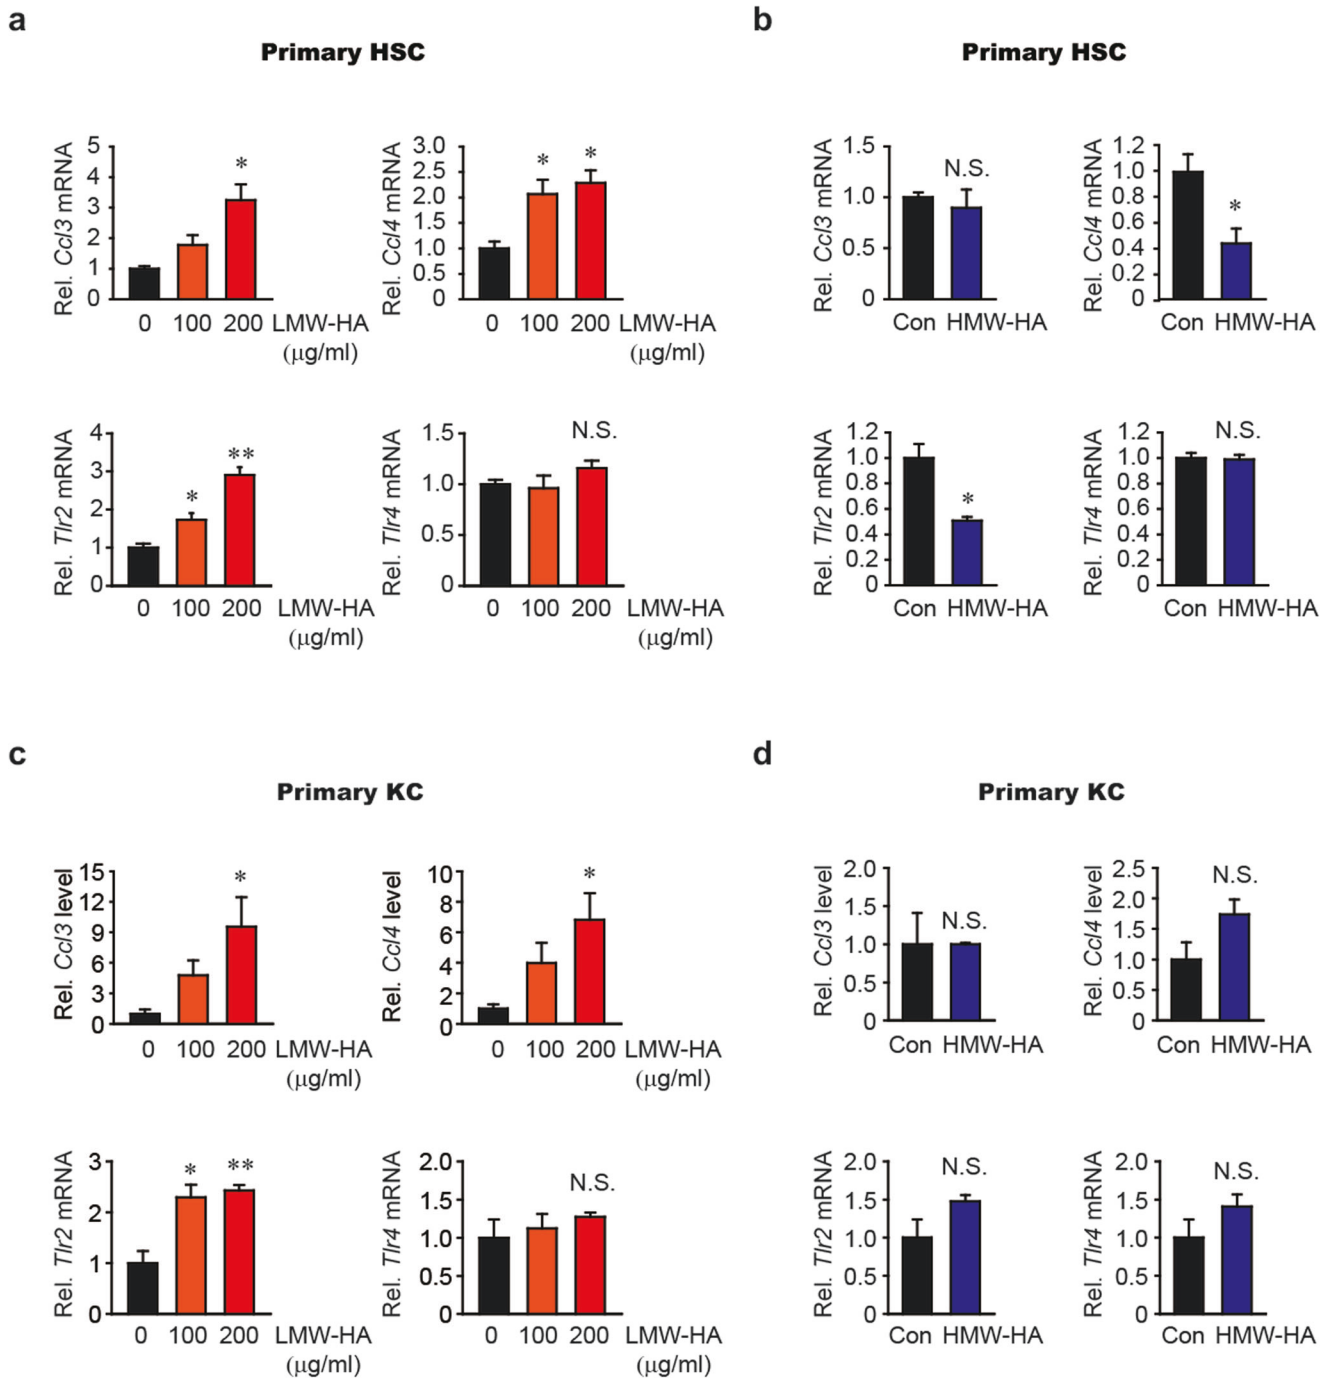 a
Primary HSC
Rel. Ccl3 mRNA
5
4
3
2
1
0
*
0 100 200 LMW-HA
(μg/ml)
Rel. Ccl4 mRNA
3.0
2.5
2.0
1.5
1.0
0.5
0
* *
0 100 200 LMW-HA
(μg/ml)
Rel. Tlr2 mRNA
4
3
2
1
0
* **
0 100 200 LMW-HA
(μg/ml)
Rel. Tlr4 mRNA
1.5
1.0
0.5
0
N.S.
0 100 200 LMW-HA
(μg/ml)
b
Primary HSC
Rel. Ccl3 mRNA
1.5
1.0
0.5
0
N.S.
Con HMW-HA
Rel. Ccl4 mRNA
1.2
1.0
0.8
0.6
0.4
0.2
0
*
Con HMW-HA
Rel. Tlr2 mRNA
1.2
1.0
0.8
0.6
0.4
0.2
0
*
Con HMW-HA
Rel. Tlr4 mRNA
1.2
1.0
0.8
0.6
0.4
0.2
0
N.S.
Con HMW-HA
c
Primary KC
Rel. Ccl3 level
15
12
9
6
3
0
*
0 100 200 LMW-HA
(μg/ml)
Rel. Ccl4 level
10
8
6
4
2
0
*
0 100 200 LMW-HA
(μg/ml)
Rel. Tlr2 mRNA
3
2
1
0
* **
0 100 200 LMW-HA
(μg/ml)
Rel. Tlr4 mRNA
2.0
1.5
1.0
0.5
0
N.S.
0 100 200 LMW-HA
(μg/ml)
d
Primary KC
Rel. Ccl3 level
2.0
1.5
1.0
0.5
0
N.S.
Con HMW-HA
Rel. Ccl4 level
2.5
2.0
1.5
1.0
0.5
0
N.S.
Con HMW-HA
Rel. Tlr2 mRNA
2.0
1.5
1.0
0.5
0
N.S.
Con HMW-HA
Rel. Tlr4 mRNA
2.0
1.5
1.0
0.5
0
N.S.
Con HMW-HA